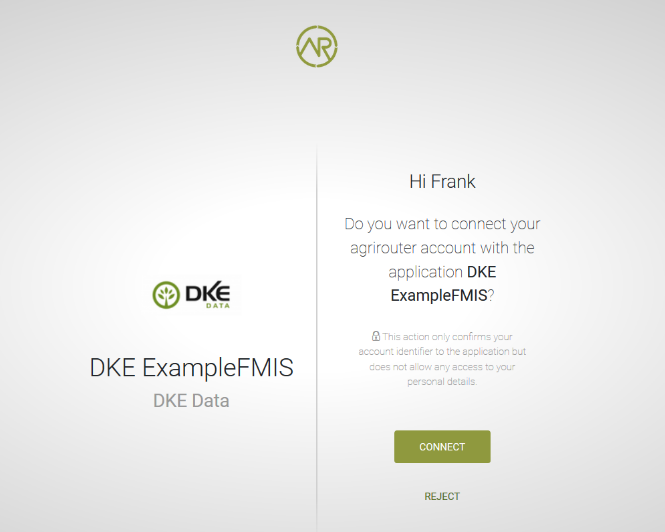 AR
DKE
DATA
DKE ExampleFMIS
DKE Data
Hi Frank
Do you want to connect your
agrirouter account with the
application DKE
ExampleFMIS?
This action only confirms your
account identifier to the application but
does not allow any access to your
personal details.
CONNECT
REJECT